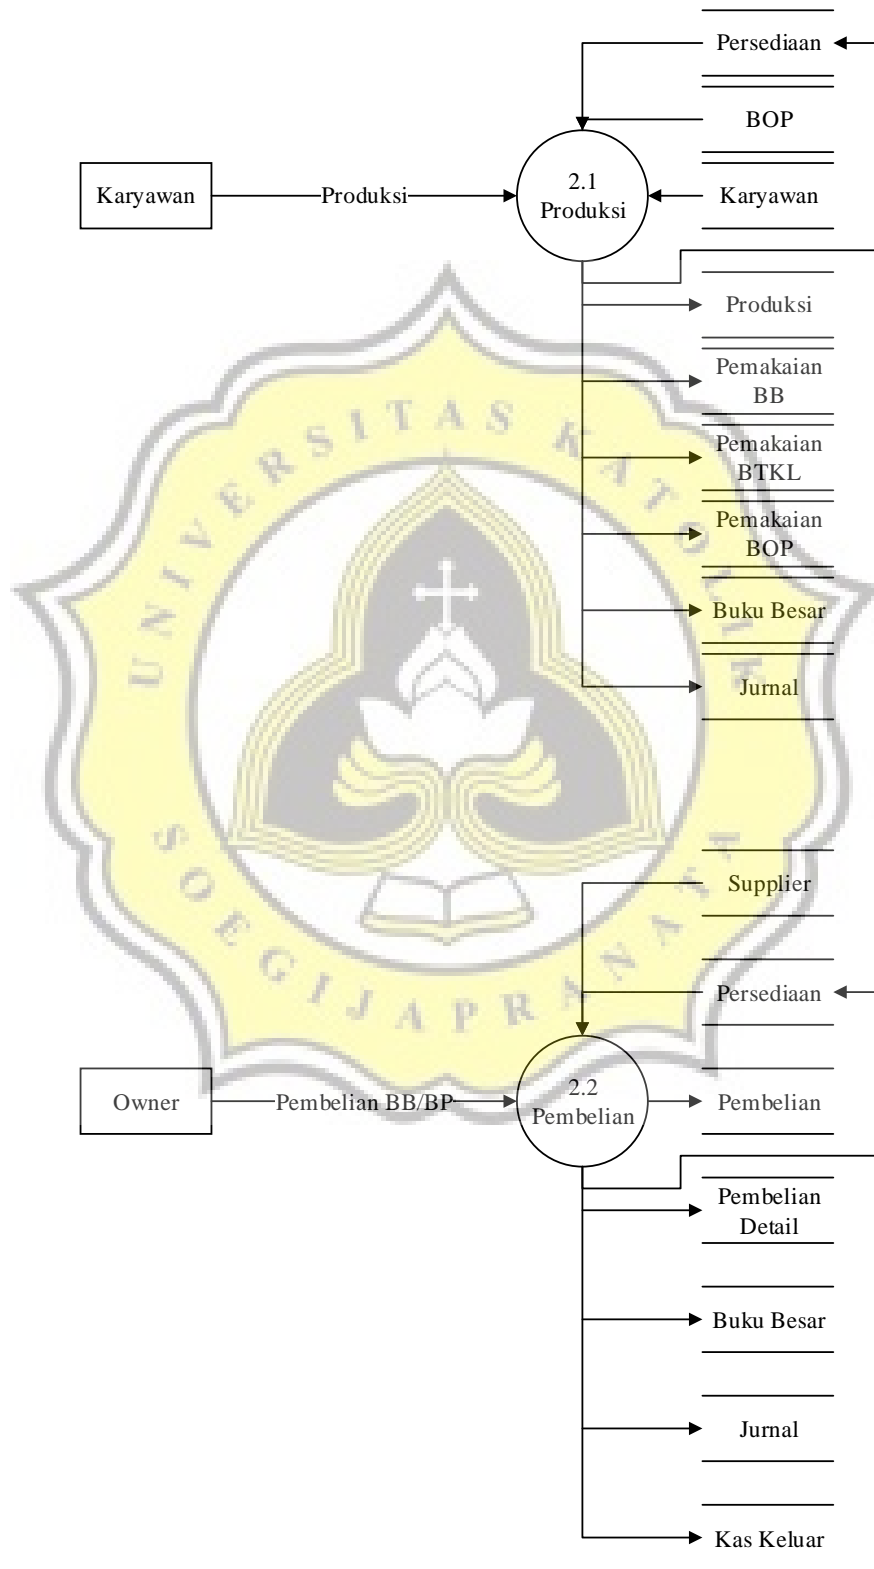 Persediaan
BOP
Karyawan
Produksi
2.1
Produksi
Karyawan
Produksi
Pemakaian
BB
Pemakaian
BTKL
Pemakaian
BOP
Buku Besar
Jurnal
UNIVERSITAS KATOLIK
SOEGIJAPRANATA
Supplier
Persediaan
Owner
Pembelian BB/BP
2.2
Pembelian
Pembelian
Pembelian
Detail
Buku Besar
Jurnal
Kas Keluar